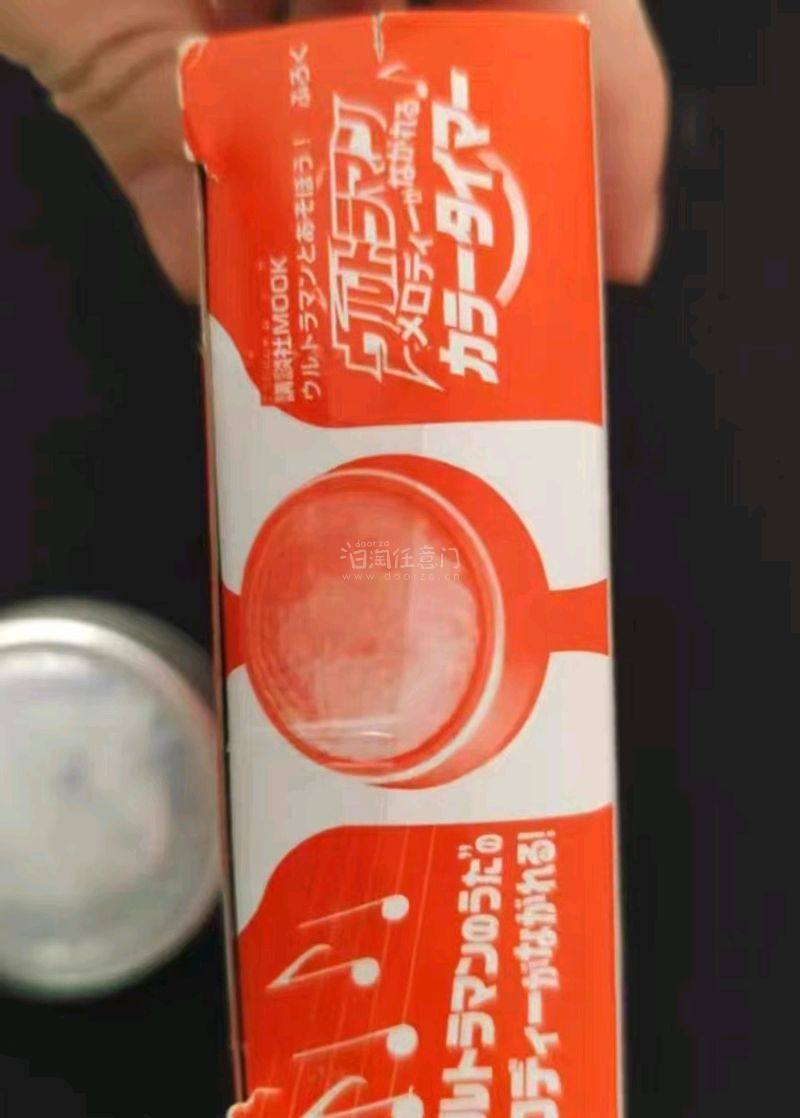 講談社MOOK
ウルトラマンとあそぼう! ふろく
ウルトラマン
メロディーがながれる♪
カラータイマー
doorzo
日淘任意门
www.doorzo.cn
ルトラマンのうた"の
ロディーがながれる!